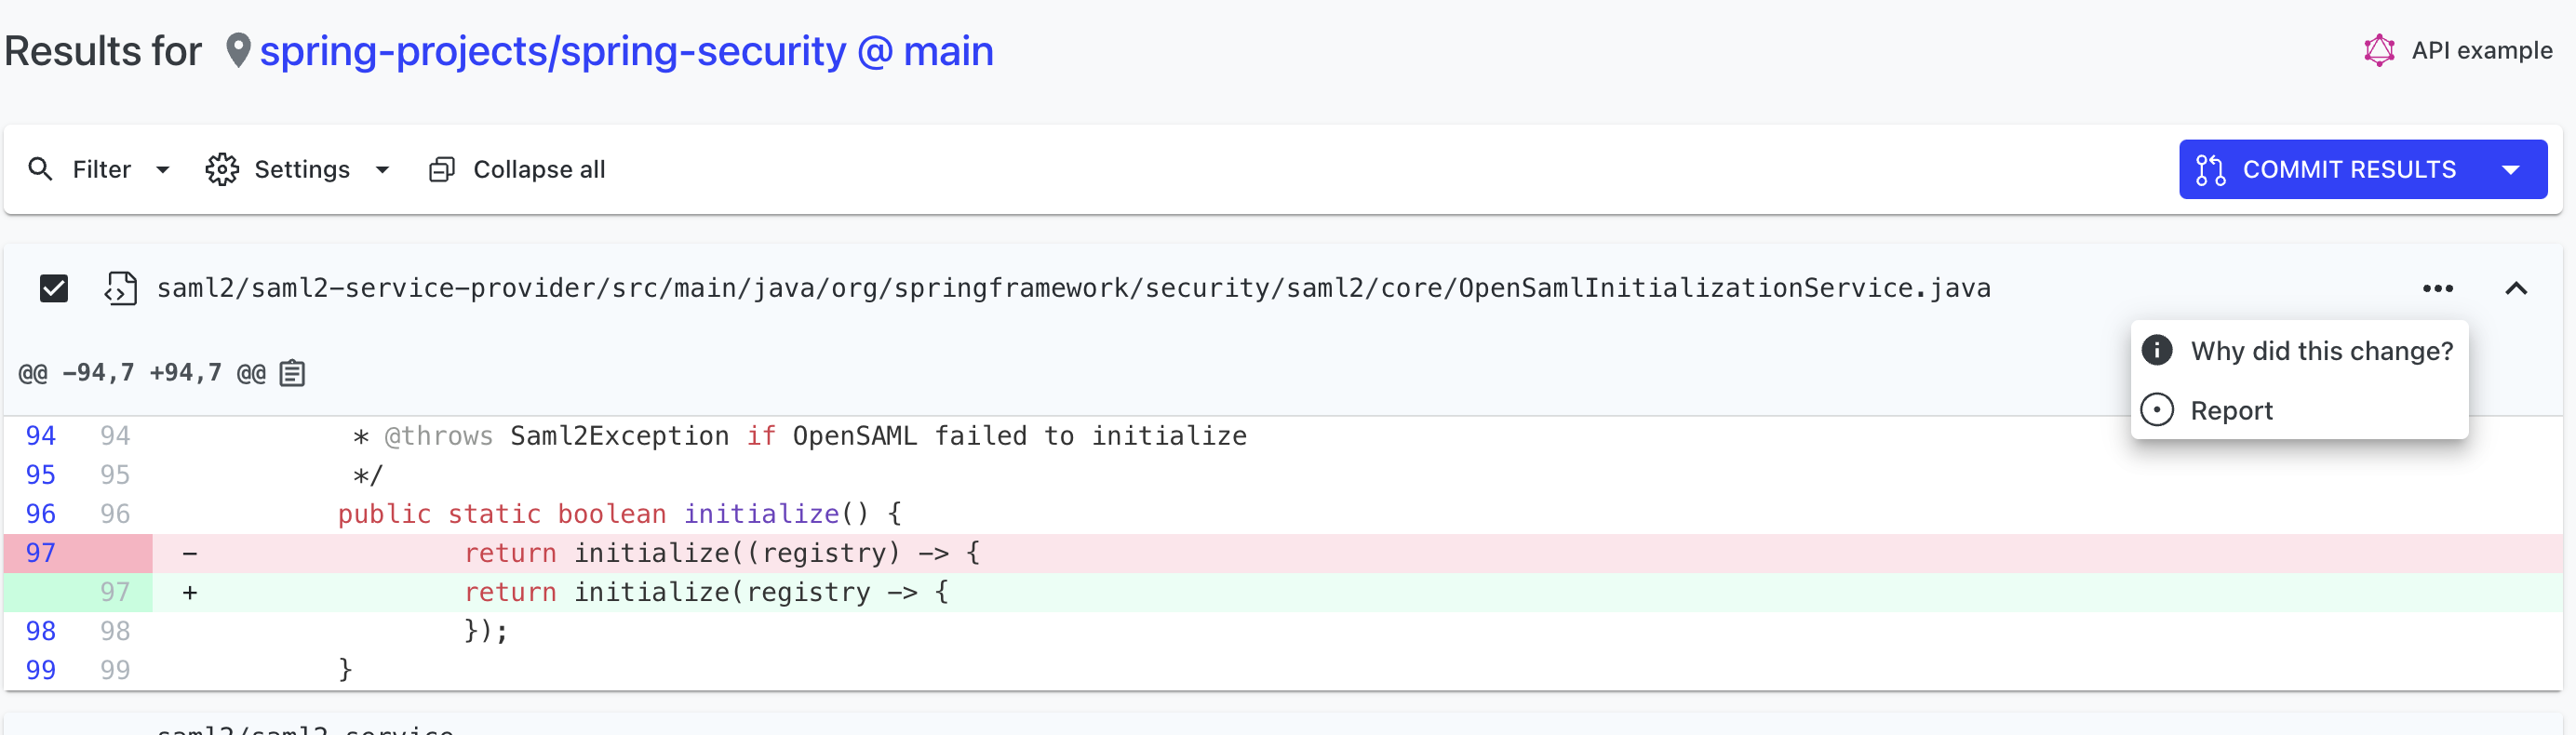 Results for spring-projects/spring-security @ main
API example
Filter Settings Collapse all
COMMIT RESULTS
saml2/saml2-service-provider/src/main/java/org/springframework/security/saml2/core/OpenSamlInitializationService.java
Why did this change?
Report
@@ -94,7 +94,7 @@
94 94 * @throws Saml2Exception if OpenSAML failed to initialize
95 95 */
96 96 public static boolean initialize() {
97 - return initialize((registry) -> {
97 + return initialize(registry -> {
98 98 });
99 99 }
saml2/saml2-service